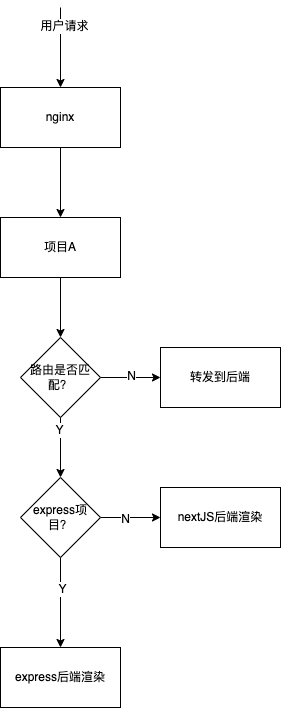 用户请求
nginx
项目A
路由是否匹
配?
N
转发到后端
Y
express项
目?
N
nextJS后端渲染
Y
express后端渲染